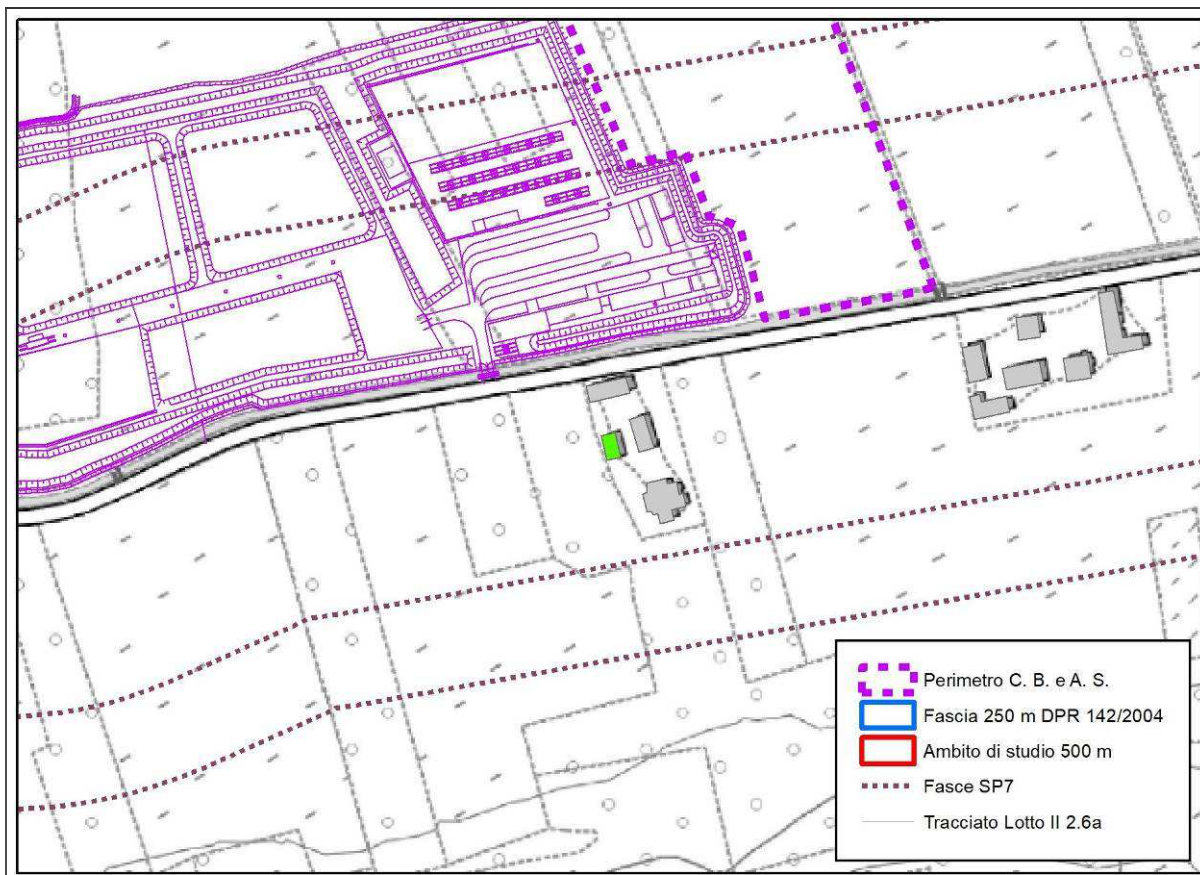 Perimetro C. B. e A. S.
Fascia 250 m DPR 142/2004
Ambito di studio 500 m
Fasce SP7
Tracciato Lotto II 2.6a